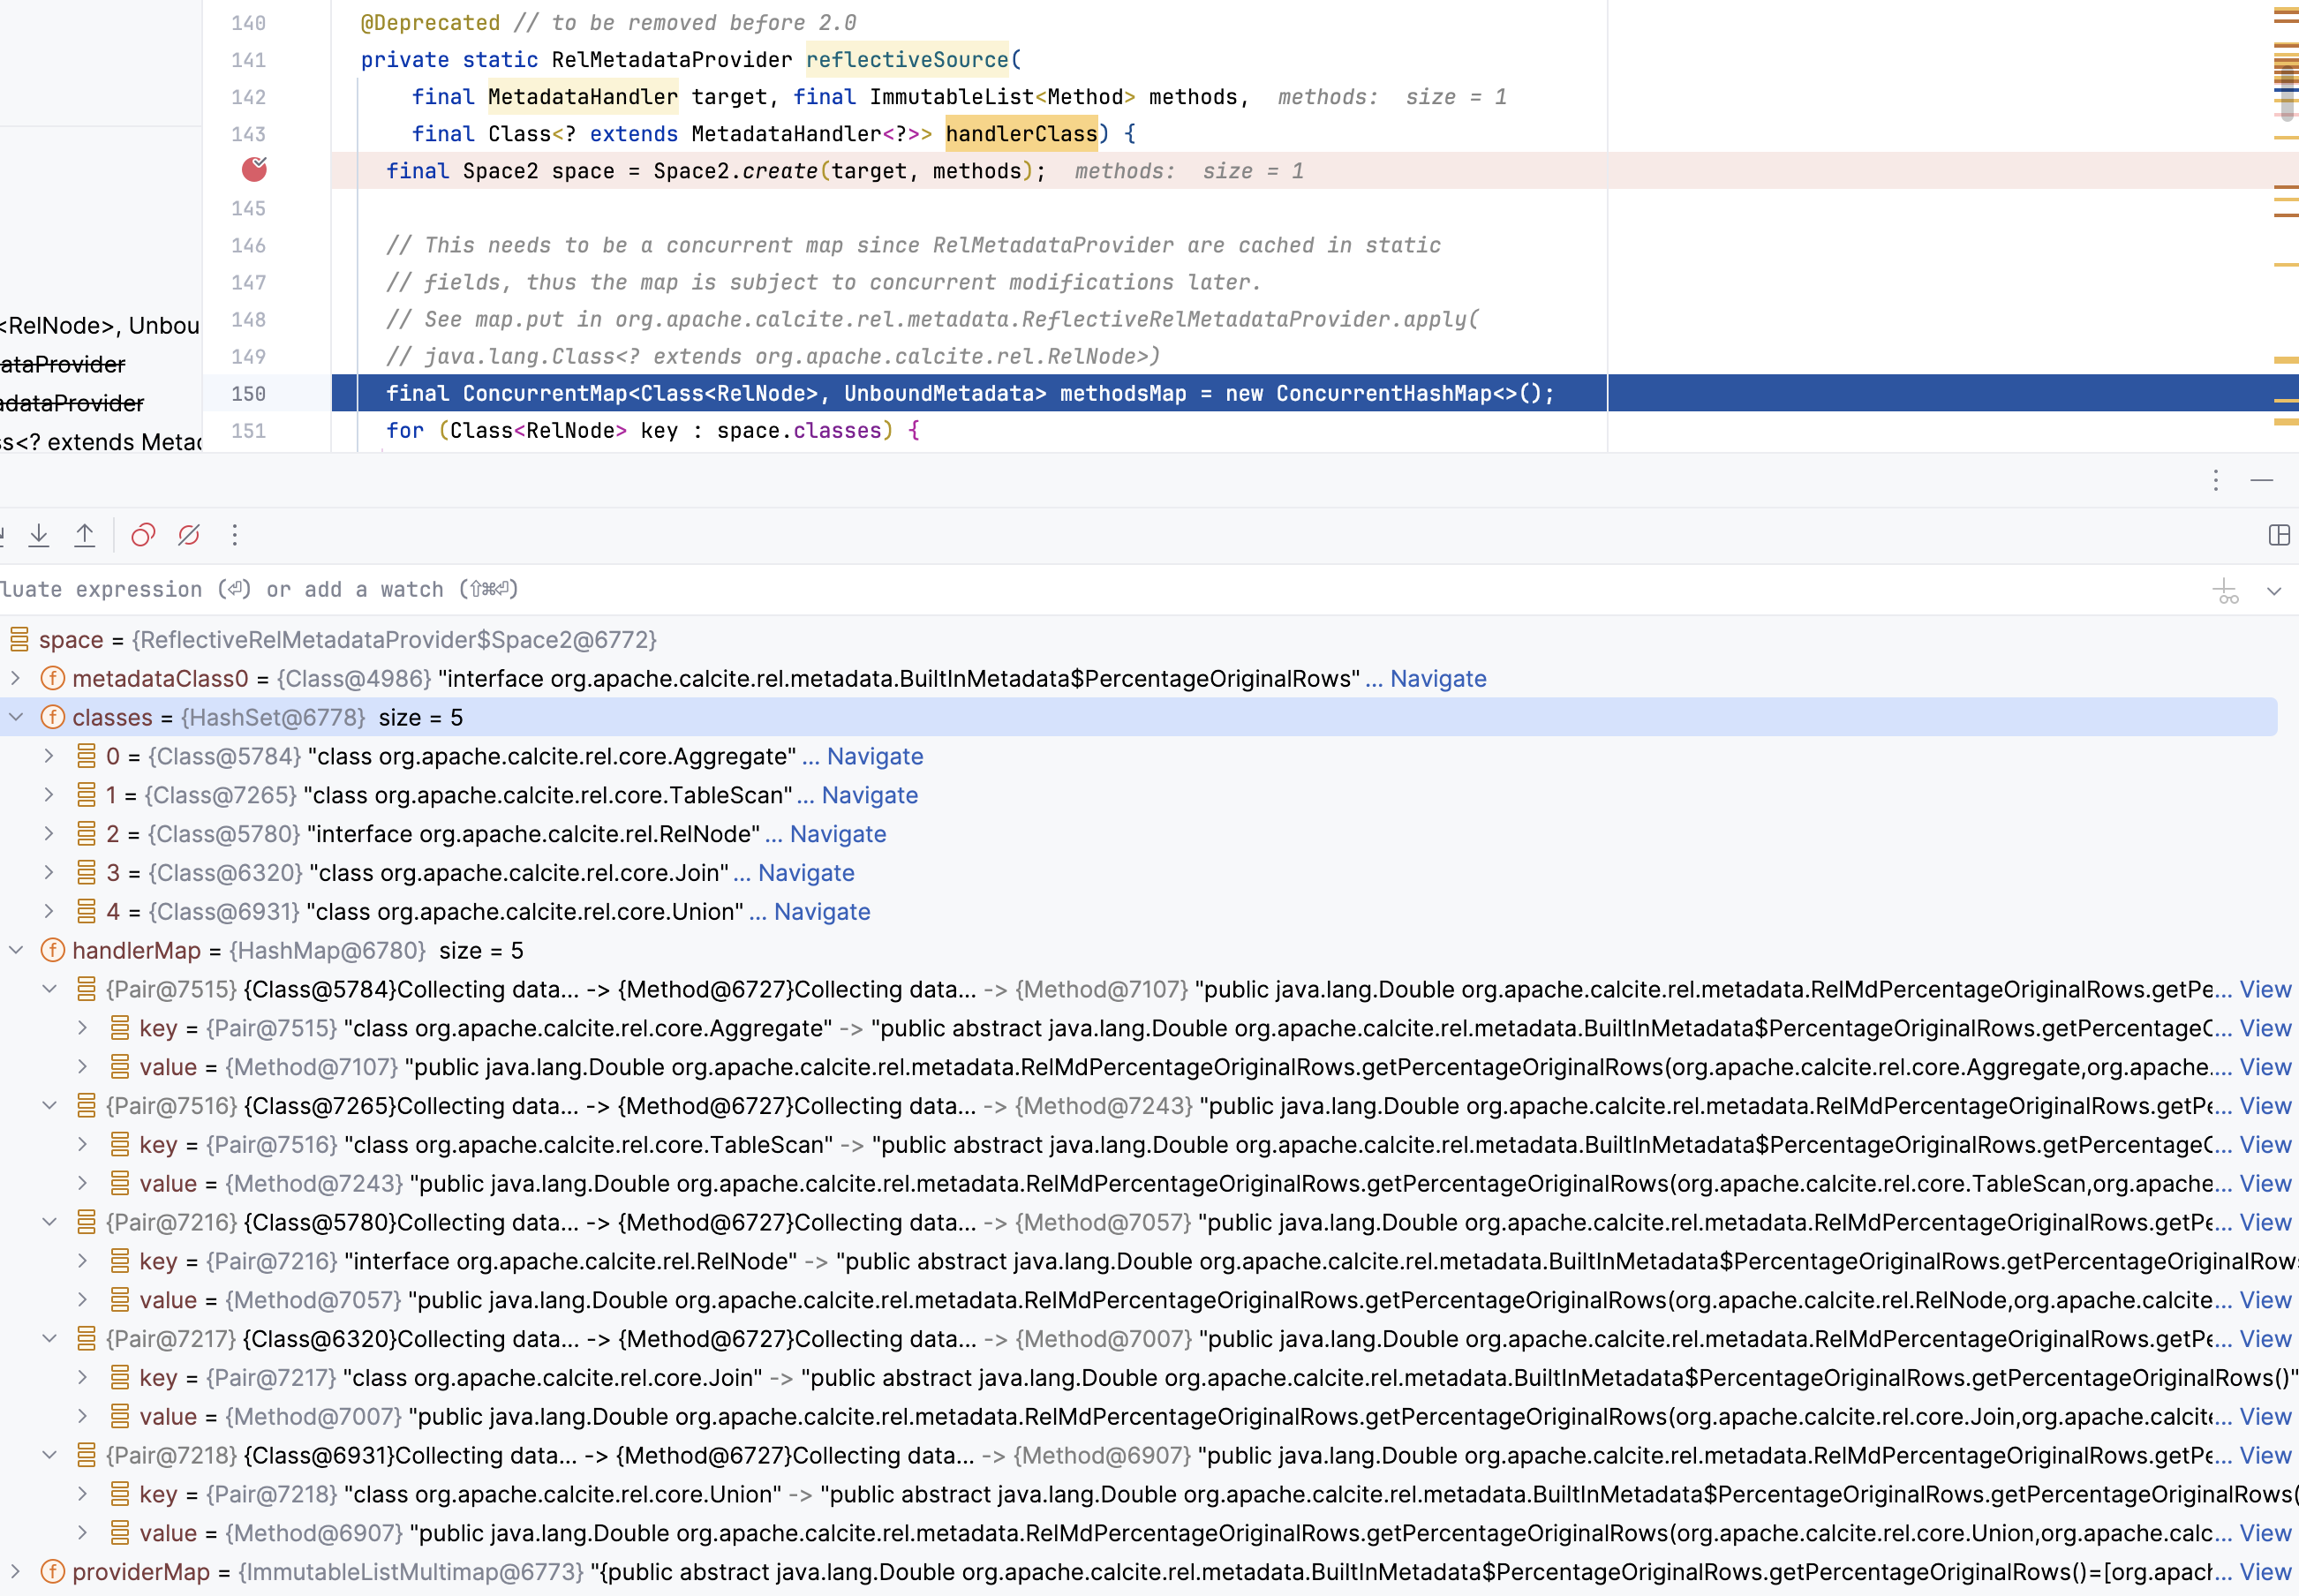 140 @Deprecated // to be removed before 2.0
141 private static RelMetadataProvider reflectiveSource(
142 final MetadataHandler target, final ImmutableList<Method> methods, methods: size = 1
143 final Class<? extends MetadataHandler<?>> handlerClass) {
final Space2 space = Space2.create(target, methods); methods: size = 1
145
146 // This needs to be a concurrent map since RelMetadataProvider are cached in static
147 // fields, thus the map is subject to concurrent modifications later.
<RelNode>, Unbou
148 // See map.put in org.apache.calcite.rel.metadata.ReflectiveRelMetadataProvider.apply(
ataProvider
149 // java.lang.Class<? extends org.apache.calcite.rel.RelNode>)
adataProvider
150 final ConcurrentMap<Class<RelNode>, UnboundMetadata> methodsMap = new ConcurrentHashMap<>();
ss<? extends Metad
151 for (Class<RelNode> key : space.classes) {
luate expression (⏎) or add a watch (⇧⌘⏎)
space = {ReflectiveRelMetadataProvider$Space2@6772}
metadataClass0 = {Class@4986} "interface org.apache.calcite.rel.metadata.BuiltInMetadata$PercentageOriginalRows" ... Navigate
classes = {HashSet@6778} size = 5
0 = {Class@5784} "class org.apache.calcite.rel.core.Aggregate" ... Navigate
1 = {Class@7265} "class org.apache.calcite.rel.core.TableScan" ... Navigate
2 = {Class@5780} "interface org.apache.calcite.rel.RelNode" ... Navigate
3 = {Class@6320} "class org.apache.calcite.rel.core.Join" ... Navigate
4 = {Class@6931} "class org.apache.calcite.rel.core.Union" ... Navigate
handlerMap = {HashMap@6780} size = 5
{Pair@7515} {Class@5784}Collecting data... -> {Method@6727}Collecting data... -> {Method@7107} "public java.lang.Double org.apache.calcite.rel.metadata.RelMdPercentageOriginalRows.getPe... View
key = {Pair@7515} "class org.apache.calcite.rel.core.Aggregate" -> "public abstract java.lang.Double org.apache.calcite.rel.metadata.BuiltInMetadata$PercentageOriginalRows.getPercentageO... View
value = {Method@7107} "public java.lang.Double org.apache.calcite.rel.metadata.RelMdPercentageOriginalRows.getPercentageOriginalRows(org.apache.calcite.rel.core.Aggregate,org.apache.... View
{Pair@7516} {Class@7265}Collecting data... -> {Method@6727}Collecting data... -> {Method@7243} "public java.lang.Double org.apache.calcite.rel.metadata.RelMdPercentageOriginalRows.getPe... View
key = {Pair@7516} "class org.apache.calcite.rel.core.TableScan" -> "public abstract java.lang.Double org.apache.calcite.rel.metadata.BuiltInMetadata$PercentageOriginalRows.getPercentageO... View
value = {Method@7243} "public java.lang.Double org.apache.calcite.rel.metadata.RelMdPercentageOriginalRows.getPercentageOriginalRows(org.apache.calcite.rel.core.TableScan,org.apache... View
{Pair@7216} {Class@5780}Collecting data... -> {Method@6727}Collecting data... -> {Method@7057} "public java.lang.Double org.apache.calcite.rel.metadata.RelMdPercentageOriginalRows.getPe... View
key = {Pair@7216} "interface org.apache.calcite.rel.RelNode" -> "public abstract java.lang.Double org.apache.calcite.rel.metadata.BuiltInMetadata$PercentageOriginalRows.getPercentageOriginalRows
value = {Method@7057} "public java.lang.Double org.apache.calcite.rel.metadata.RelMdPercentageOriginalRows.getPercentageOriginalRows(org.apache.calcite.rel.RelNode,org.apache.calcite... View
{Pair@7217} {Class@6320}Collecting data... -> {Method@6727}Collecting data... -> {Method@7007} "public java.lang.Double org.apache.calcite.rel.metadata.RelMdPercentageOriginalRows.getPe... View
key = {Pair@7217} "class org.apache.calcite.rel.core.Join" -> "public abstract java.lang.Double org.apache.calcite.rel.metadata.BuiltInMetadata$PercentageOriginalRows.getPercentageOriginalRows()"
value = {Method@7007} "public java.lang.Double org.apache.calcite.rel.metadata.RelMdPercentageOriginalRows.getPercentageOriginalRows(org.apache.calcite.rel.core.Join,org.apache.calcite... View
{Pair@7218} {Class@6931}Collecting data... -> {Method@6727}Collecting data... -> {Method@6907} "public java.lang.Double org.apache.calcite.rel.metadata.RelMdPercentageOriginalRows.getPe... View
key = {Pair@7218} "class org.apache.calcite.rel.core.Union" -> "public abstract java.lang.Double org.apache.calcite.rel.metadata.BuiltInMetadata$PercentageOriginalRows.getPercentageOriginalRows(
value = {Method@6907} "public java.lang.Double org.apache.calcite.rel.metadata.RelMdPercentageOriginalRows.getPercentageOriginalRows(org.apache.calcite.rel.core.Union,org.apache.calc... View
providerMap = {ImmutableListMultimap@6773} "{public abstract java.lang.Double org.apache.calcite.rel.metadata.BuiltInMetadata$PercentageOriginalRows.getPercentageOriginalRows()=[org.apach... View